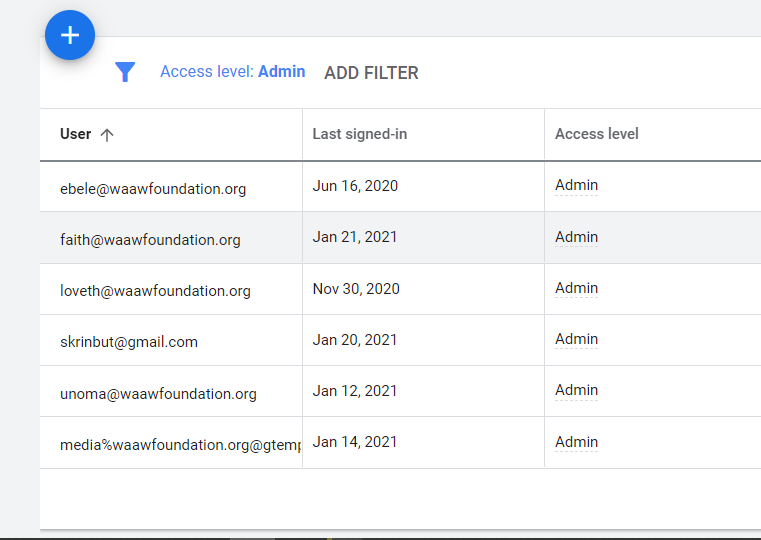 Access level: Admin ADD FILTER
User Last signed-in Access level
ebele@waawfoundation.org Jun 16, 2020 Admin
faith@waawfoundation.org Jan 21, 2021 Admin
loveth@waawfoundation.org Nov 30, 2020 Admin
skrinbut@gmail.com Jan 20, 2021 Admin
unoma@waawfoundation.org Jan 12, 2021 Admin
media%waawfoundation.org@gtemp Jan 14, 2021 Admin